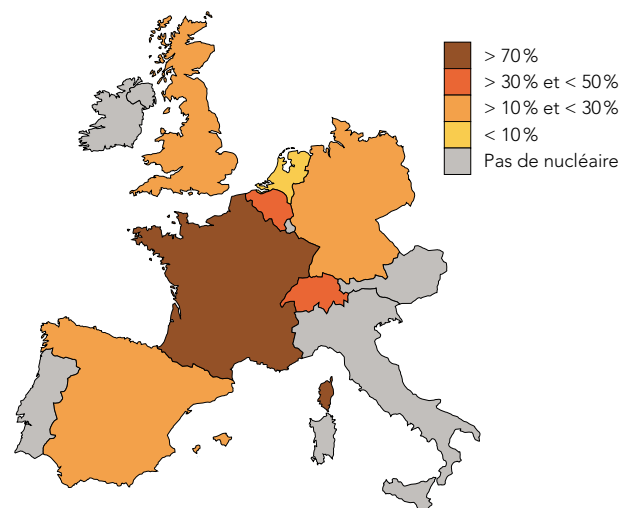 > 70%
> 30% et < 50%
> 10% et < 30%
< 10%
Pas de nucléaire